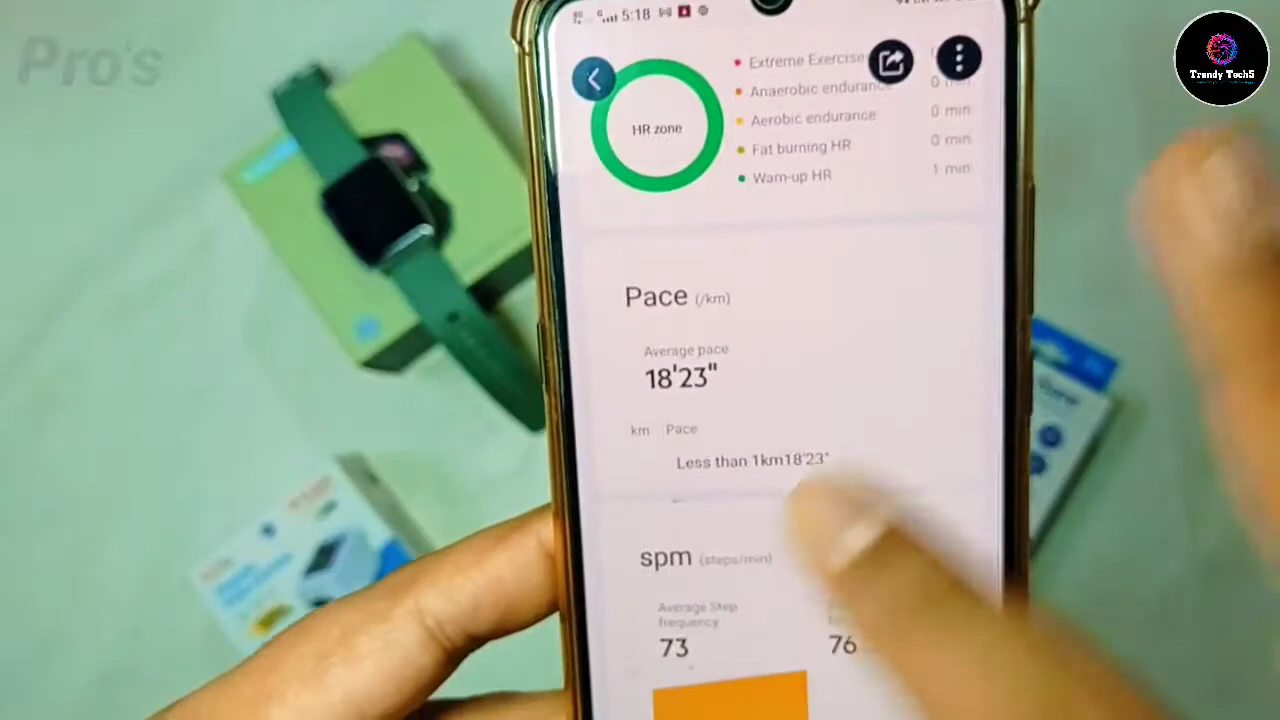 Pro's
5:18
Trendy Tech5
HR zone
Extreme Exercise
Anaerobic endurance
0 min
Aerobic endurance
0 min
Fat burning HR
0 min
Warm-up HR
1 min
Pace (/km)
Average pace
18'23"
km Pace
Less than 1km18'23"
spm (steps/min)
Average Step
frequency
73
76